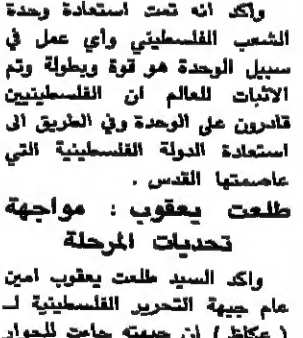 واكد انه تمت استعادة وحدة
الشعب الفلسطيني وأي عمل في
سبيل الوحدة هو قوة وبطولة وتم
الاثبات للعالم ان الفلسطينيين
قادرون على الوحدة وفي الطريق الى
استعادة الدولة الفلسطينية التي
عاصمتها القدس .
طلعت يعقوب : مواجهة
تحديات المرحلة
واكد السيد طلعت يعقوب امين
عام جبهة التحرير الفلسطينية لـ
( عكاظ ) ان جبهته جاءت للحوار